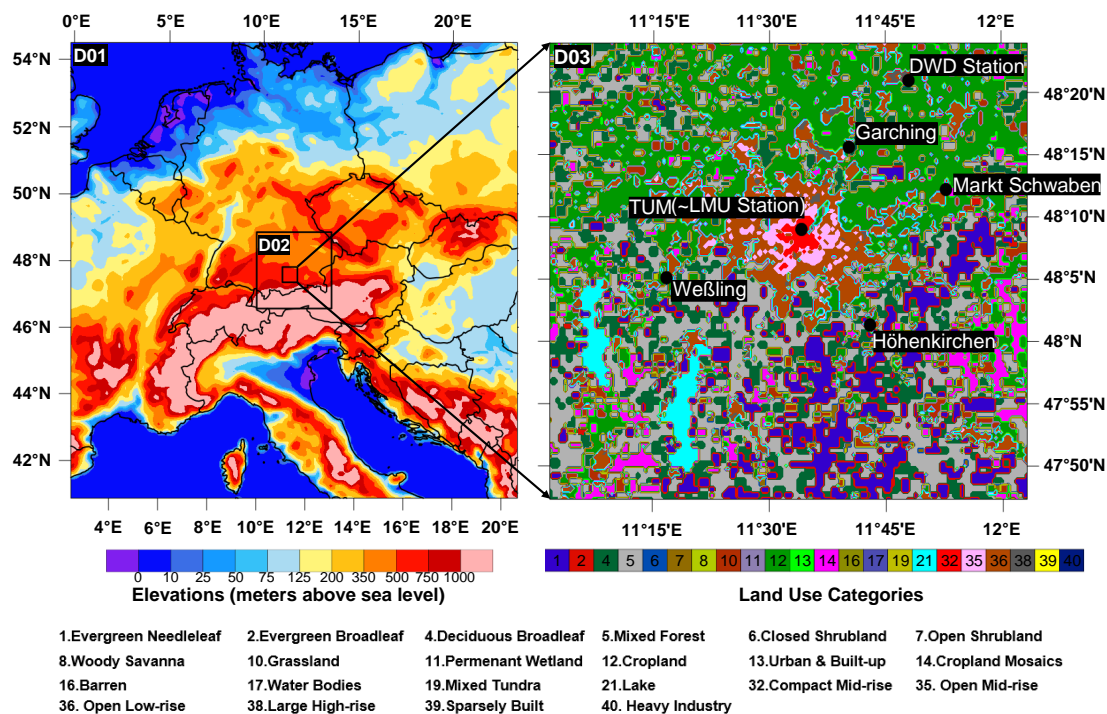 0°E 5°E 10°E 15°E 20°E 11°15'E 11°30'E 11°45'E 12°E
D01 D03
54°N
52°N
50°N
48°N
46°N
44°N
42°N
D02
DWD Station
Garching
Markt Schwaben
TUM(~LMU Station)
Weßling
Höhenkirchen
48°20'N
48°15'N
48°10'N
48°5'N
48°N
47°55'N
47°50'N
4°E 6°E 8°E 10°E 12°E 14°E 16°E 18°E 20°E 11°15'E 11°30'E 11°45'E 12°E
0 10 25 50 75 125 200 350 500 750 1000
1 2 4 5 6 7 8 10 11 12 13 14 16 17 19 21 32 35 36 38 39 40
Elevations (meters above sea level) Land Use Categories
1.Evergreen Needleleaf 2.Evergreen Broadleaf 4.Deciduous Broadleaf 5.Mixed Forest 6.Closed Shrubland 7.Open Shrubland
8.Woody Savanna 10.Grassland 11.Permenant Wetland 12.Cropland 13.Urban & Built-up 14.Cropland Mosaics
16.Barren 17.Water Bodies 19.Mixed Tundra 21.Lake 32.Compact Mid-rise 35. Open Mid-rise
36. Open Low-rise 38.Large High-rise 39.Sparsely Built 40. Heavy Industry